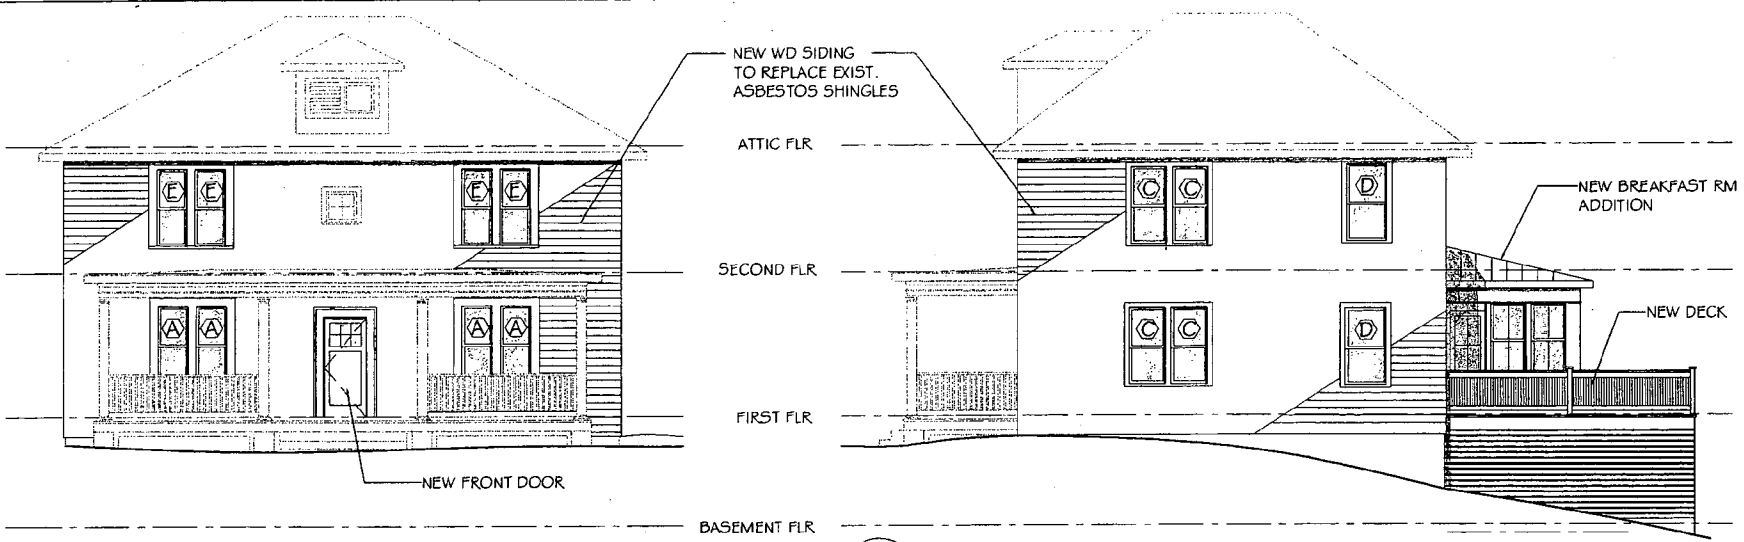 NEW WD SIDING
TO REPLACE EXIST.
ASBESTOS SHINGLES
ATTIC FLR
E E E E
C C D
NEW BREAKFAST RM
ADDITION
SECOND FLR
A A A A
C C D
NEW DECK
FIRST FLR
NEW FRONT DOOR
BASEMENT FLR